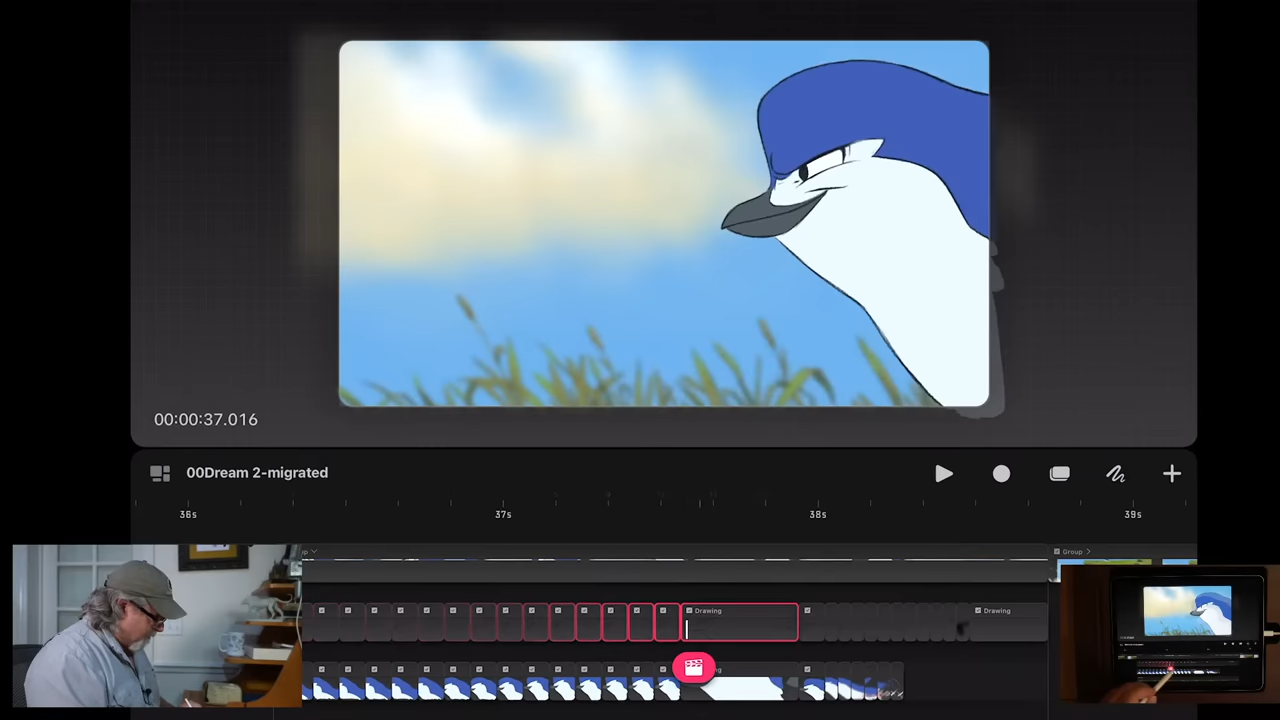 00:00:37.016
00Dream 2-migrated
36s 37s 38s 39s
Group
Drawing
Drawing